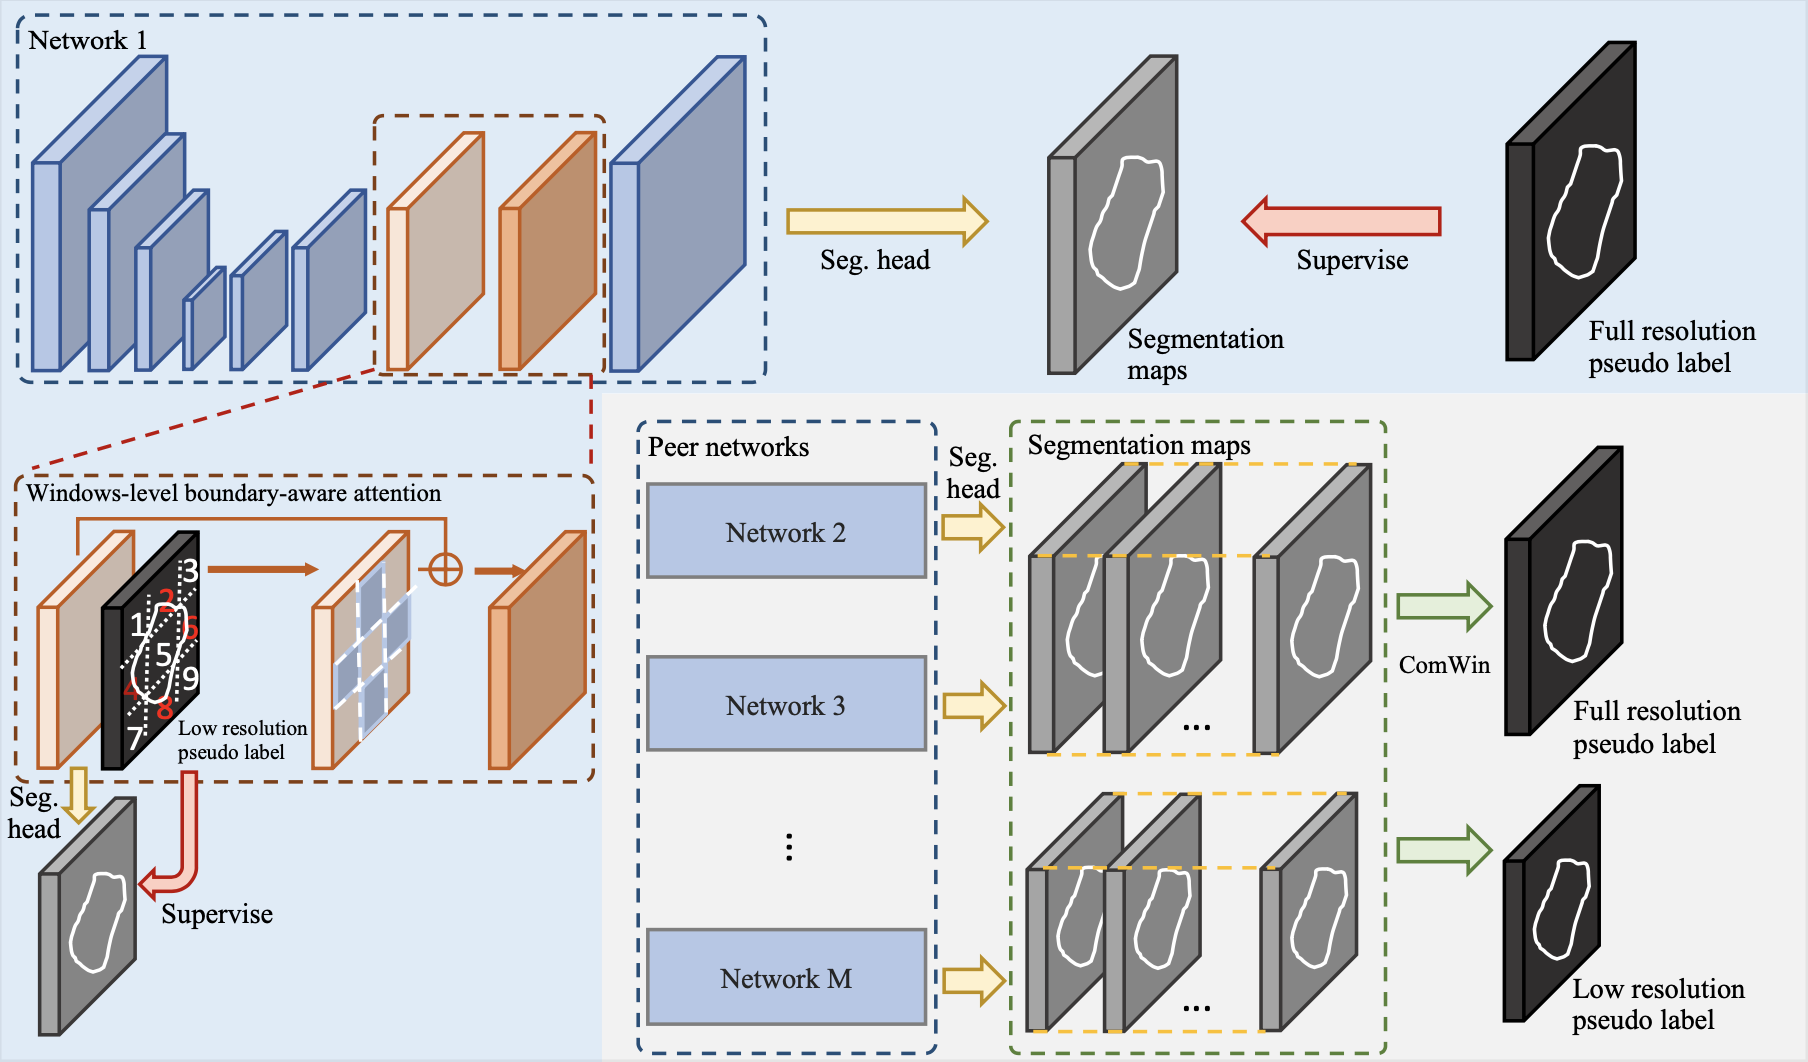 Network 1
Seg. head
Supervise
Segmentation
maps
Full resolution
pseudo label
Windows-level boundary-aware attention
1
2
3
4
5
6
7
8
9
Low resolution
pseudo label
Seg.
head
Supervise
Peer networks
Network 2
Network 3
⋮
Network M
Seg.
head
Segmentation maps
...
...
ComWin
Full resolution
pseudo label
Low resolution
pseudo label